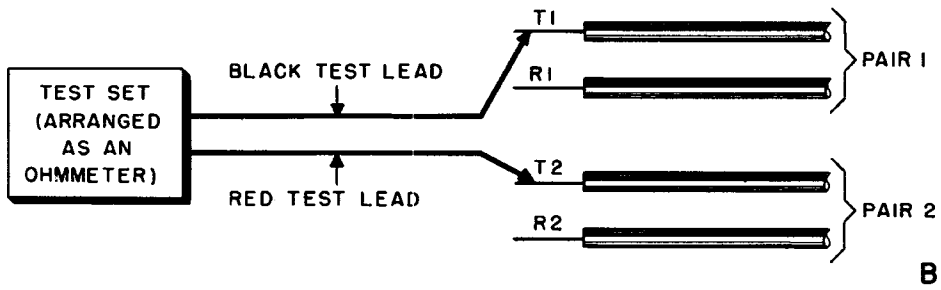 TEST SET
(ARRANGED
AS AN
OHMMETER)
BLACK TEST LEAD
RED TEST LEAD
T1
R1
PAIR 1
T2
R2
PAIR 2
B